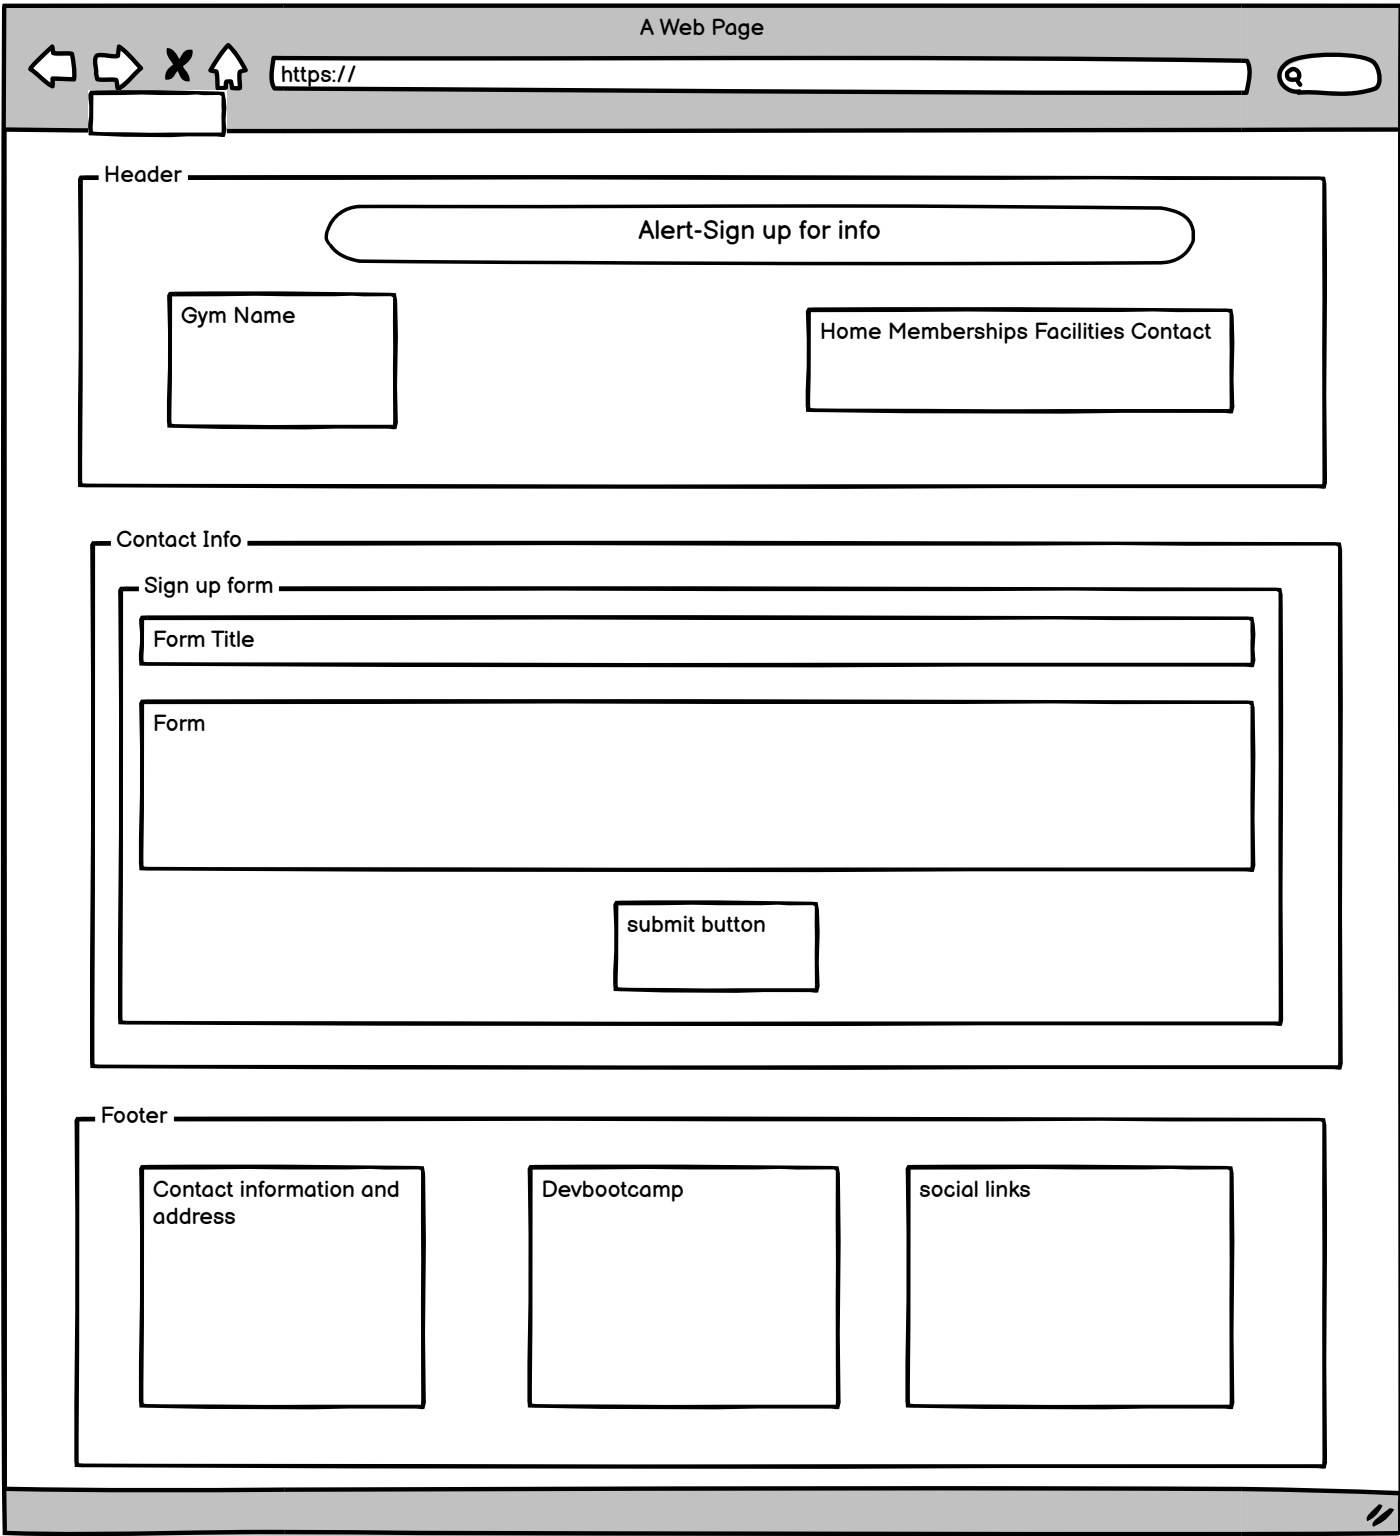 A Web Page
https://
Header
Alert-Sign up for info
Gym Name
Home Memberships Facilities Contact
Contact Info
Sign up form
Form Title
Form
submit button
Footer
Contact information and
address
Devbootcamp
social links